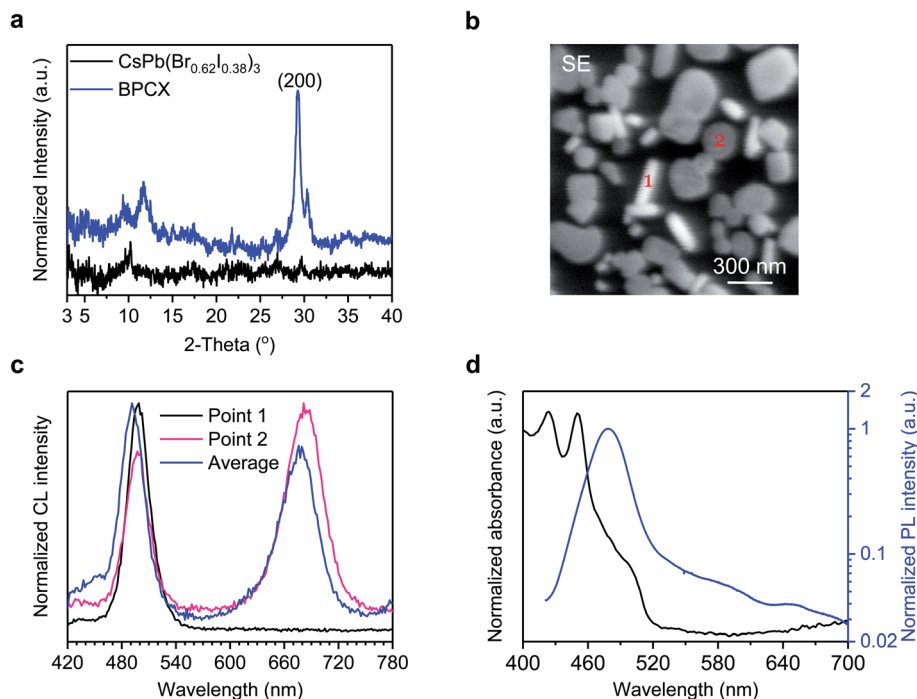 a
CsPb(Br0.62I0.38)3
BPCX
(200)
Normalized Intensity (a.u.)
3 5 10 15 20 25 30 35 40
2-Theta (o)
b
SE
2
1
300 nm
c
Point 1
Point 2
Average
Normalized CL intensity
420 480 540 600 660 720 780
Wavelength (nm)
d
Normalized absorbance (a.u.)
2
1
0.1
0.02
Normalized PL intensity (a.u.)
400 460 520 580 640 700
Wavelength (nm)